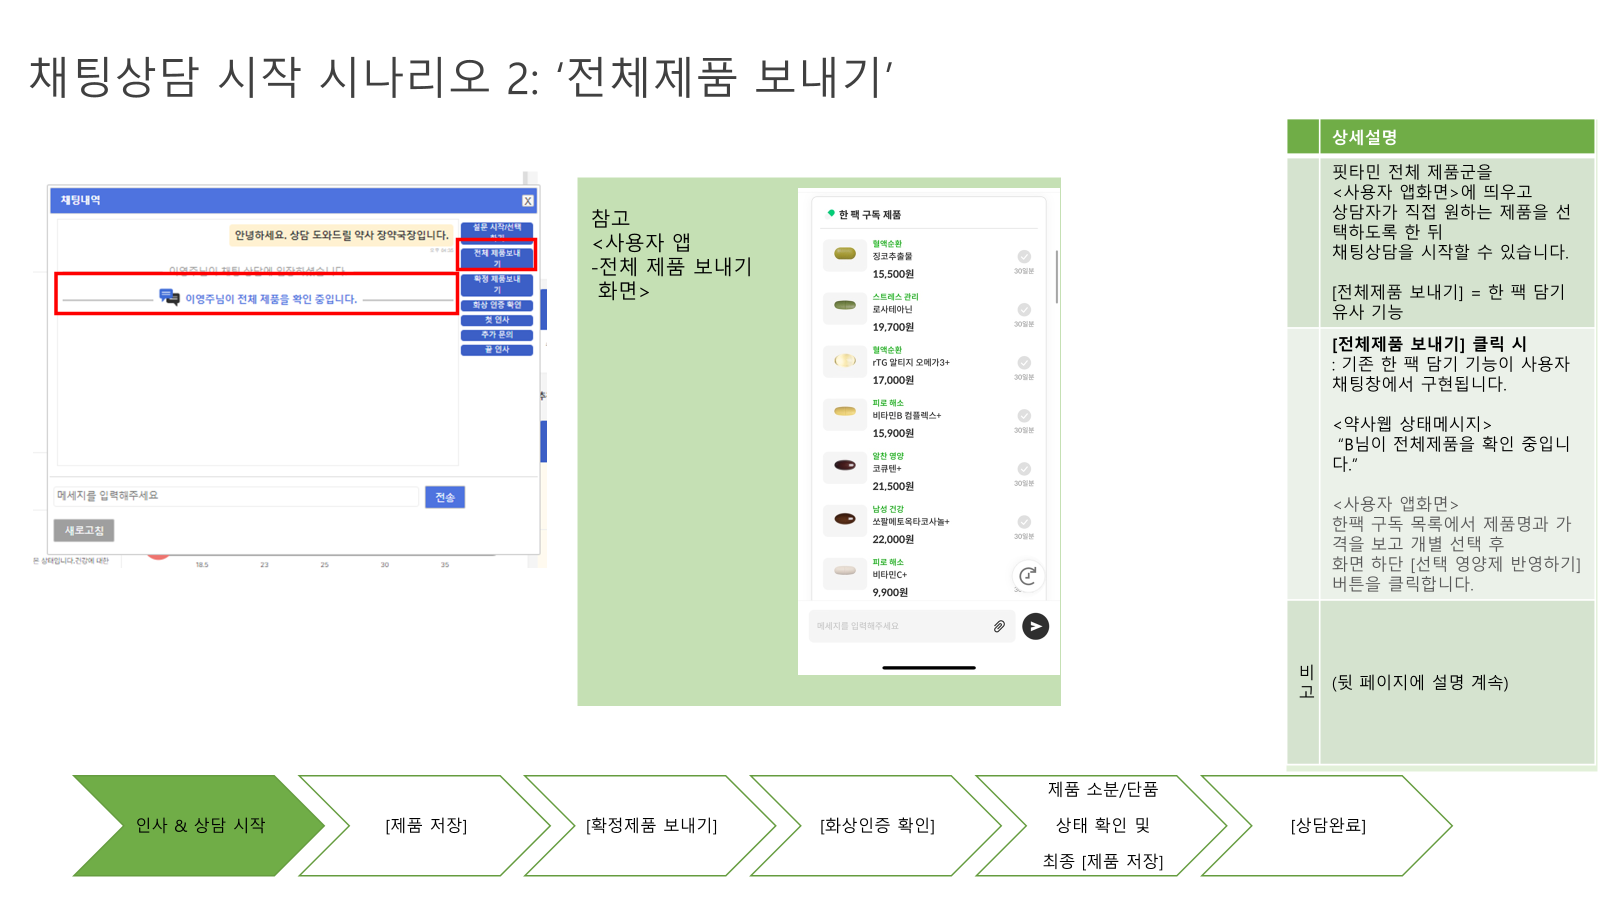 채팅상담 시작 시나리오 2: ‘전체제품 보내기’
채팅내역
X
안녕하세요. 상담 도와드릴 약사 장약국장입니다.
이영주님이 채팅 상담에 입장하셨습니다.
이영주님이 전체 제품을 확인 중입니다.
설문 시작/선택
하기
전체 제품보내
기
확정 제품보내
기
화상 인증 확인
첫 인사
추가 문의
끝 인사
메세지를 입력해주세요
전송
새로고침
은 상태입니다.건강에 대한
18.5
23
25
30
35
참고
<사용자 앱
-전체 제품 보내기
화면>
한 팩 구독 제품
혈액순환
징코추출물
15,500원
30일분
스트레스 관리
로사테아닌
19,700원
30일분
혈액순환
rTG 알티지 오메가3+
17,000원
30일분
피로 해소
비타민B 컴플렉스+
15,900원
30일분
알찬 영양
코큐텐+
21,500원
30일분
남성 건강
쏘팔메토옥타코사놀+
22,000원
30일분
피로 해소
비타민C+
9,900원
메세지를 입력해주세요
상세설명
핏타민 전체 제품군을
<사용자 앱화면>에 띄우고
상담자가 직접 원하는 제품을 선
택하도록 한 뒤
채팅상담을 시작할 수 있습니다.
[전체제품 보내기] = 한 팩 담기
유사 기능
[전체제품 보내기] 클릭 시
: 기존 한 팩 담기 기능이 사용자
채팅창에서 구현됩니다.
<약사웹 상태메시지>
“B님이 전체제품을 확인 중입니
다.”
<사용자 앱화면>
한팩 구독 목록에서 제품명과 가
격을 보고 개별 선택 후
화면 하단 [선택 영양제 반영하기]
버튼을 클릭합니다.
비
고
(뒷 페이지에 설명 계속)
인사 & 상담 시작
[제품 저장]
[확정제품 보내기]
[화상인증 확인]
제품 소분/단품
상태 확인 및
최종 [제품 저장]
[상담완료]